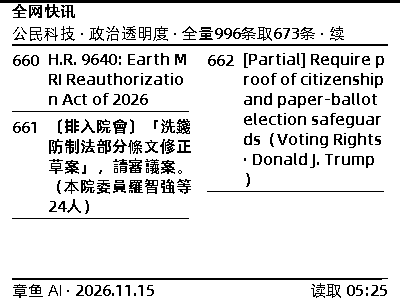 全网快讯
公民科技 · 政治透明度 · 全量996条取673条 · 续
660 H.R. 9640: Earth M
RI Reauthorizatio
n Act of 2026
661 〔排入院會〕「洗錢
防制法部分條文修正
草案」，請審議案。
（本院委員羅智強等
24人）
662 [Partial] Require p
roof of citizenship
and paper-ballot
election safeguar
ds（Voting Rights
· Donald J. Trump
）
章鱼 AI · 2026.11.15
读取 05:25